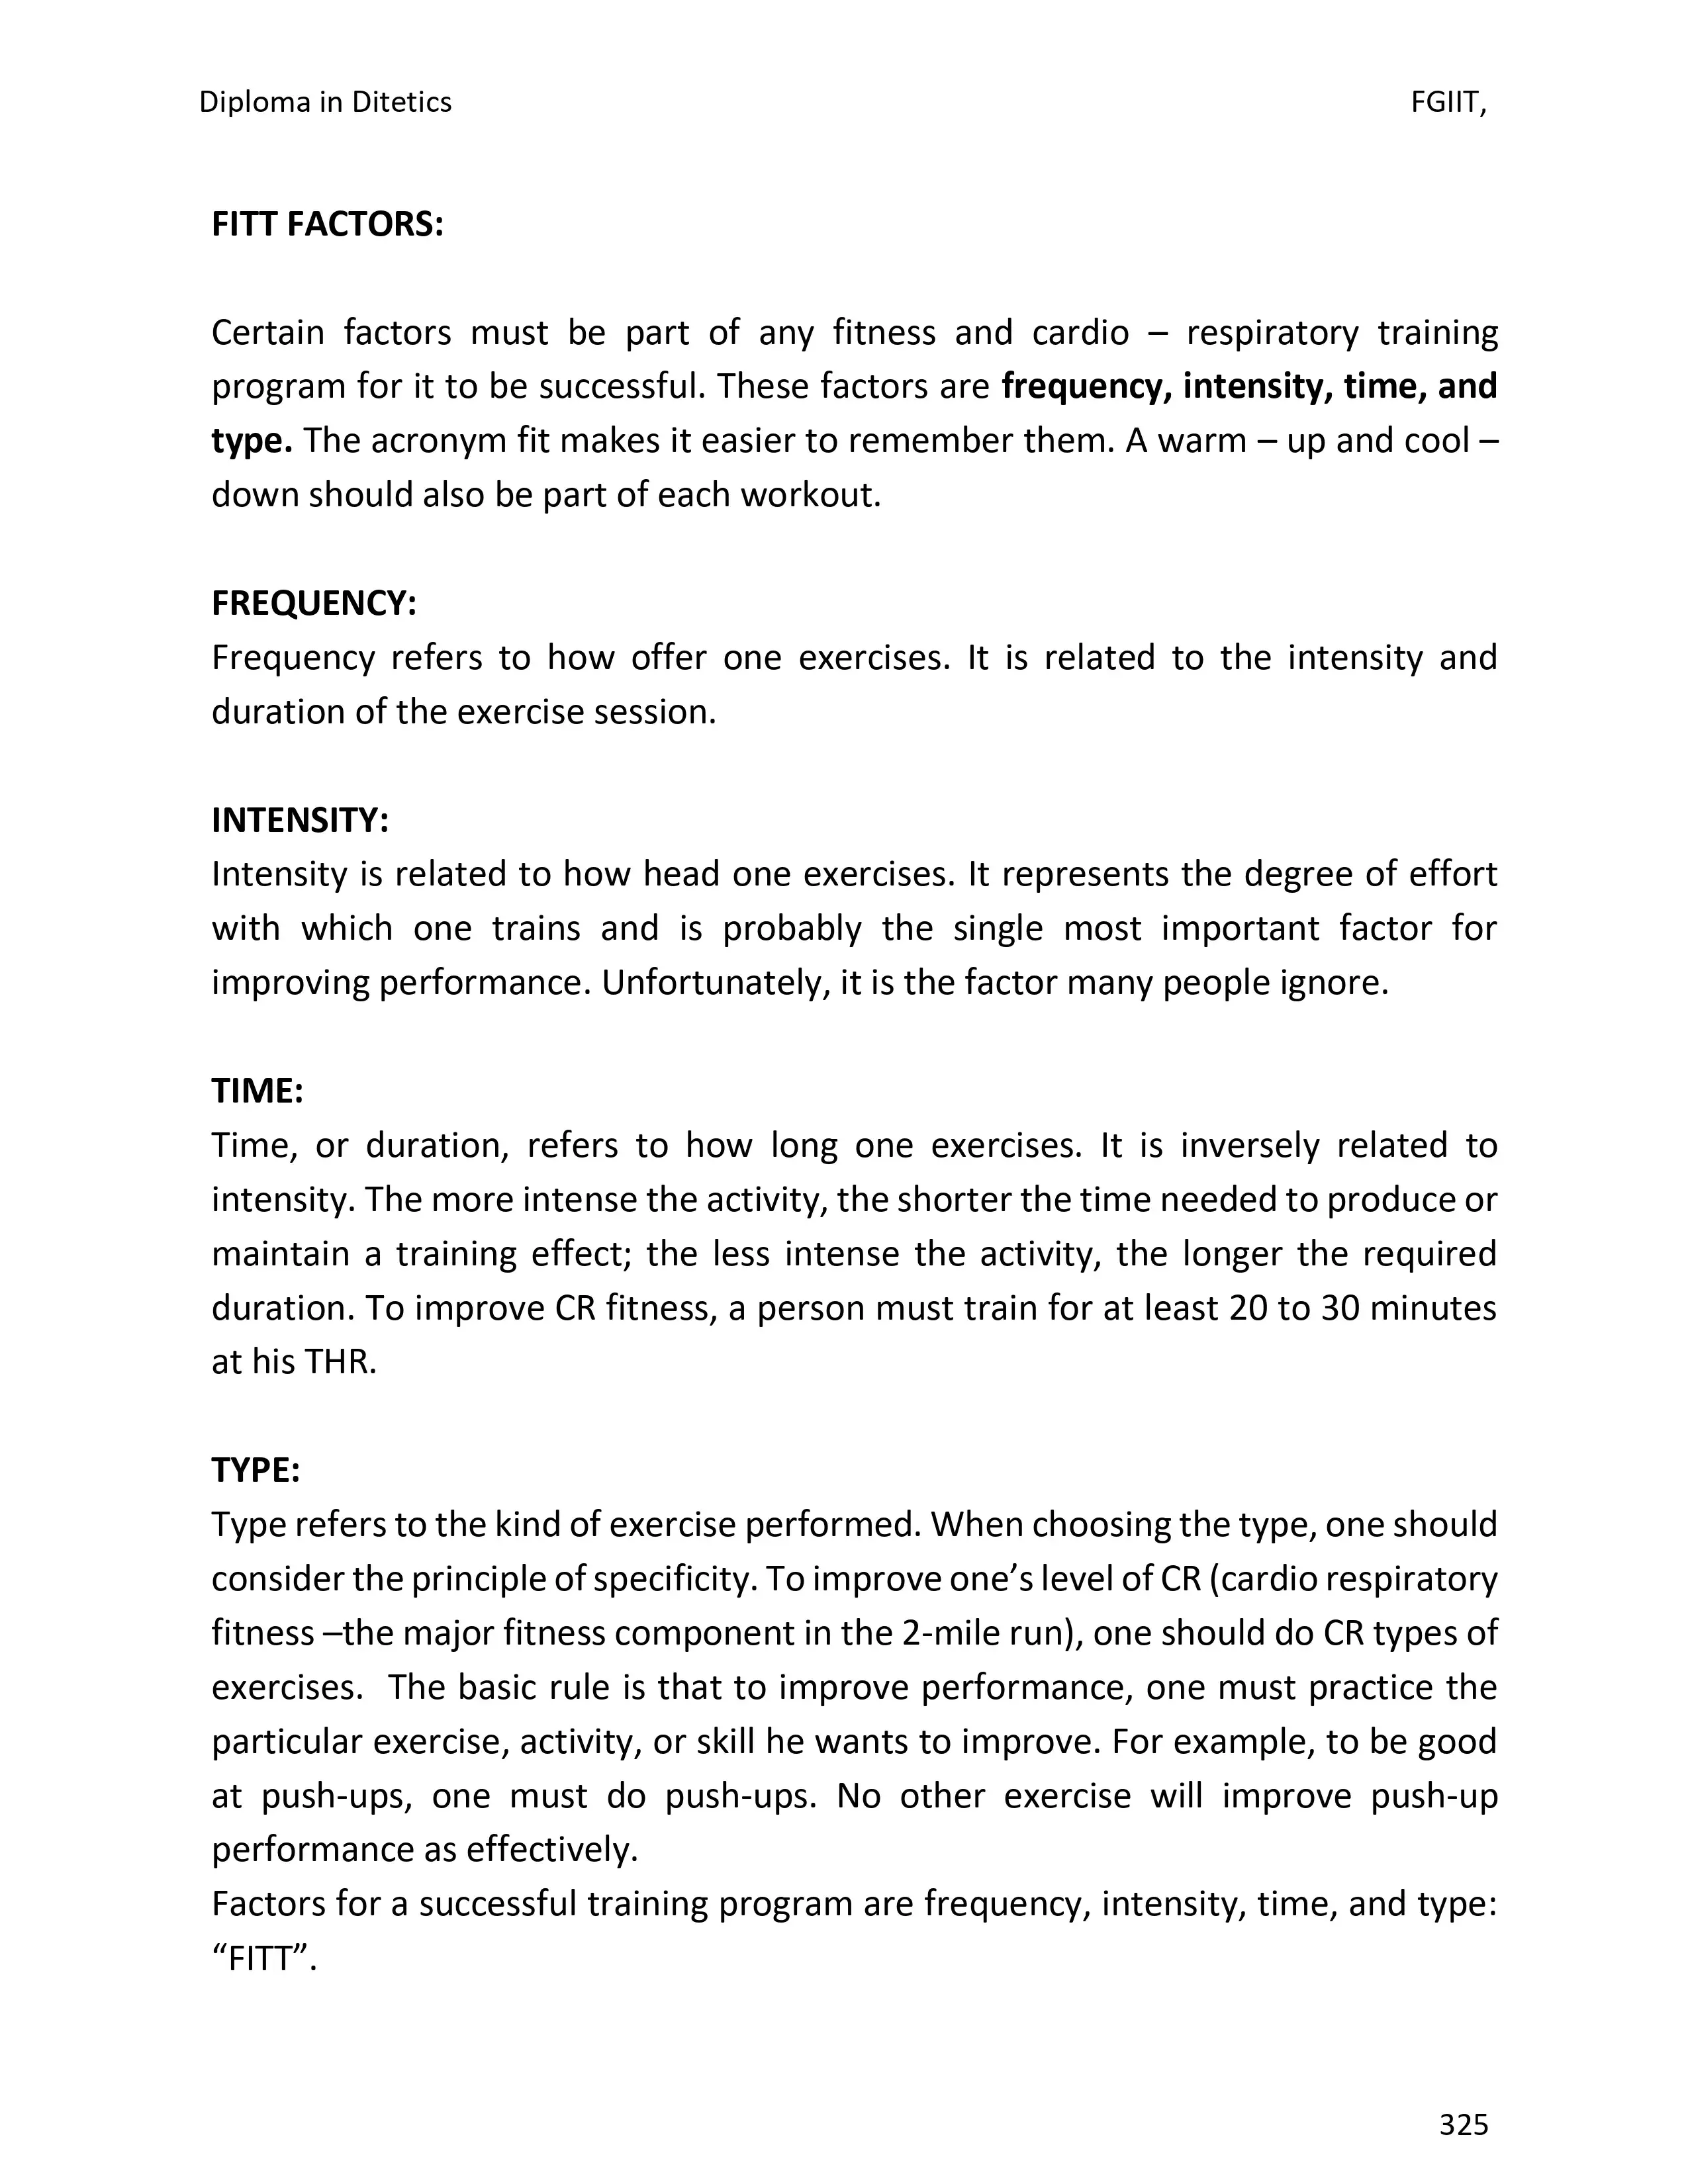 Diploma in Ditetics FGIIT,
FITT FACTORS:
Certain factors must be part of any fitness and cardio – respiratory training
program for it to be successful. These factors are frequency, intensity, time, and
type. The acronym fit makes it easier to remember them. A warm – up and cool –
down should also be part of each workout.
FREQUENCY:
Frequency refers to how offer one exercises. It is related to the intensity and
duration of the exercise session.
INTENSITY:
Intensity is related to how head one exercises. It represents the degree of effort
with which one trains and is probably the single most important factor for
improving performance. Unfortunately, it is the factor many people ignore.
TIME:
Time, or duration, refers to how long one exercises. It is inversely related to
intensity. The more intense the activity, the shorter the time needed to produce or
maintain a training effect; the less intense the activity, the longer the required
duration. To improve CR fitness, a person must train for at least 20 to 30 minutes
at his THR.
TYPE:
Type refers to the kind of exercise performed. When choosing the type, one should
consider the principle of specificity. To improve one’s level of CR (cardio respiratory
fitness –the major fitness component in the 2-mile run), one should do CR types of
exercises.  The basic rule is that to improve performance, one must practice the
particular exercise, activity, or skill he wants to improve. For example, to be good
at push-ups, one must do push-ups. No other exercise will improve push-up
performance as effectively.
Factors for a successful training program are frequency, intensity, time, and type:
“FITT”.
325